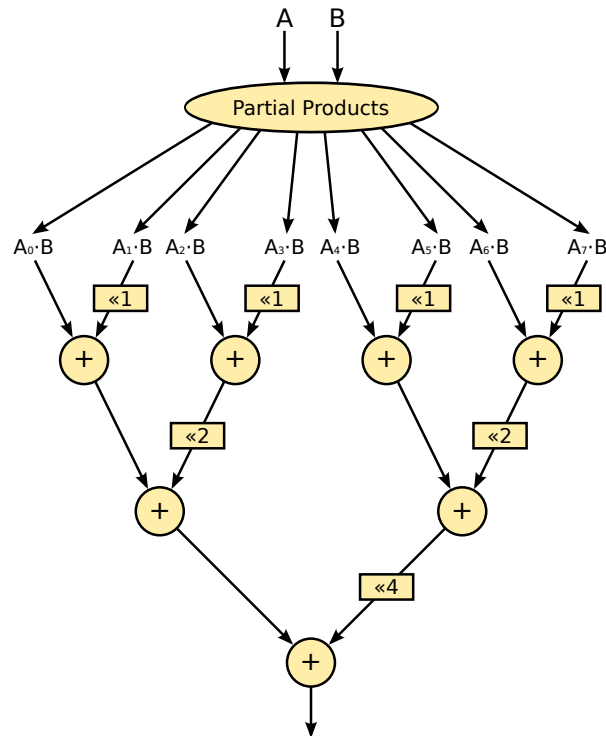 A B
Partial Products
A₀·B A₁·B A₂·B A₃·B A₄·B A₅·B A₆·B A₇·B
«1 «1 «1 «1
+ + + +
«2 «2
+ +
«4
+